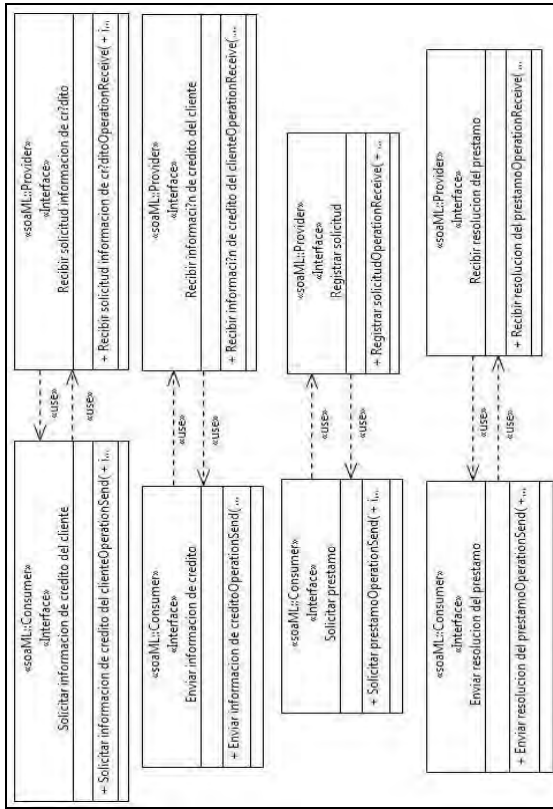 «soaML::Consumer»
«Interface»
Solicitar informacion de credito del cliente
+ Solicitar informacion de credito del clienteOperationSend( + i...
«use»
«use»
«soaML::Provider»
«Interface»
Recibir solicitud informacion de cr?dito
+ Recibir solicitud informacion de cr?ditoOperationReceive( + i...
«soaML::Consumer»
«Interface»
Enviar informacion de credito
+ Enviar informacion de creditoOperationSend( + i...
«use»
«use»
«soaML::Provider»
«Interface»
Recibir informaci?n de credito del cliente
+ Recibir informaci?n de credito del clienteOperationReceive( ...
«soaML::Consumer»
«Interface»
Solicitar prestamo
+ Solicitar prestamoOperationSend( + i...
«use»
«use»
«soaML::Provider»
«Interface»
Registrar solicitud
+ Registrar solicitudOperationReceive( + ...
«soaML::Consumer»
«Interface»
Enviar resolucion del prestamo
+ Enviar resolucion del prestamoOperationSend( +...
«use»
«use»
«soaML::Provider»
«Interface»
Recibir resolucion del prestamo
+ Recibir resolucion del prestamoOperationReceive( ...